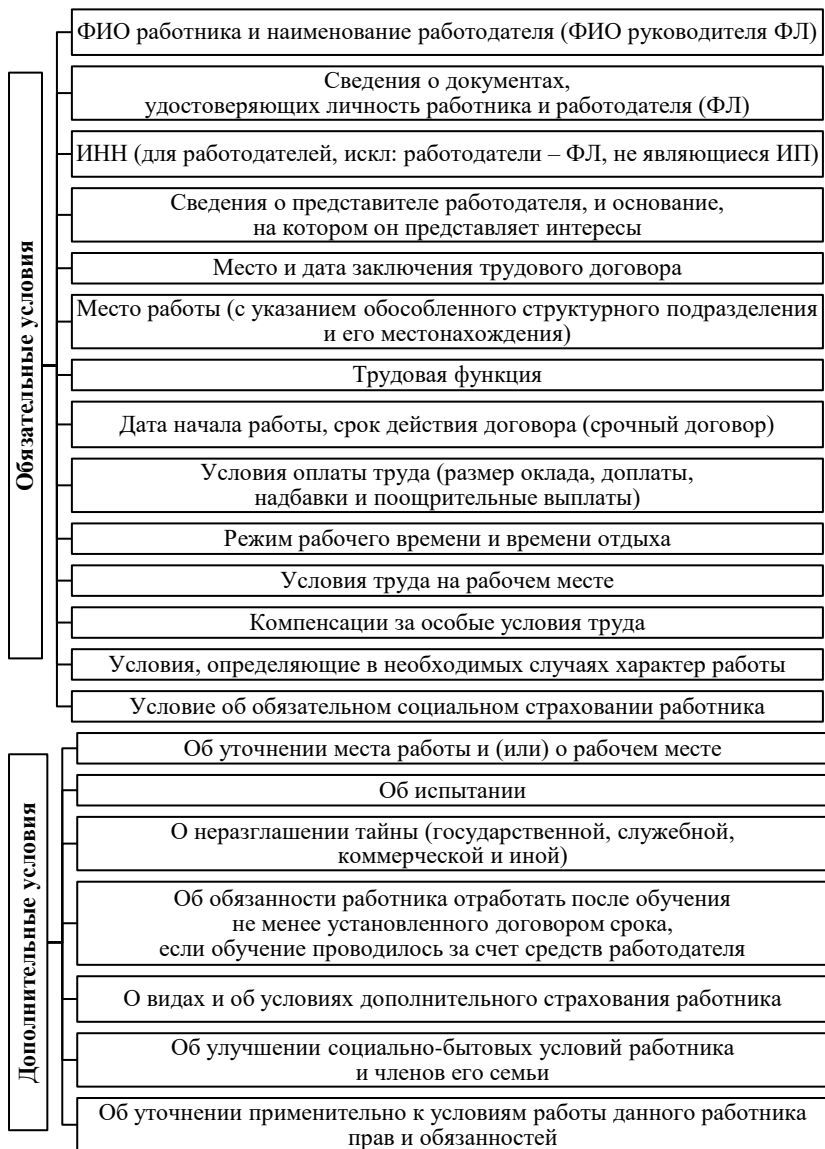 Обязательные условия
ФИО работника и наименование работодателя (ФИО руководителя ФЛ)
Сведения о документах,
удостоверяющих личность работника и работодателя (ФЛ)
ИНН (для работодателей, искл: работодатели – ФЛ, не являющиеся ИП)
Сведения о представителе работодателя, и основание,
на котором он представляет интересы
Место и дата заключения трудового договора
Место работы (с указанием обособленного структурного подразделения
и его местонахождения)
Трудовая функция
Дата начала работы, срок действия договора (срочный договор)
Условия оплаты труда (размер оклада, доплаты,
надбавки и поощрительные выплаты)
Режим рабочего времени и времени отдыха
Условия труда на рабочем месте
Компенсации за особые условия труда
Условия, определяющие в необходимых случаях характер работы
Условие об обязательном социальном страховании работника
Дополнительные условия
Об уточнении места работы и (или) о рабочем месте
Об испытании
О неразглашении тайны (государственной, служебной,
коммерческой и иной)
Об обязанности работника отработать после обучения
не менее установленного договором срока,
если обучение проводилось за счет средств работодателя
О видах и об условиях дополнительного страхования работника
Об улучшении социально-бытовых условий работника
и членов его семьи
Об уточнении применительно к условиям работы данного работника
прав и обязанностей